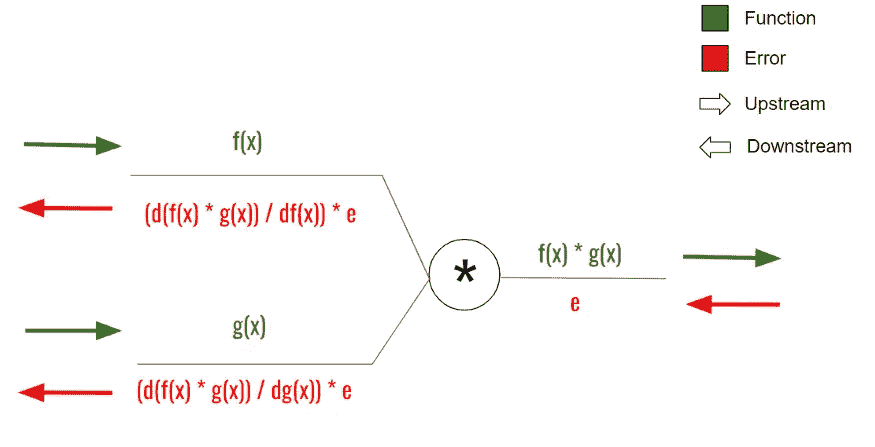 Function
Error
Upstream
Downstream
f(x)
(d(f(x) * g(x)) / df(x)) * e
*
f(x) * g(x)
e
g(x)
(d(f(x) * g(x)) / dg(x)) * e